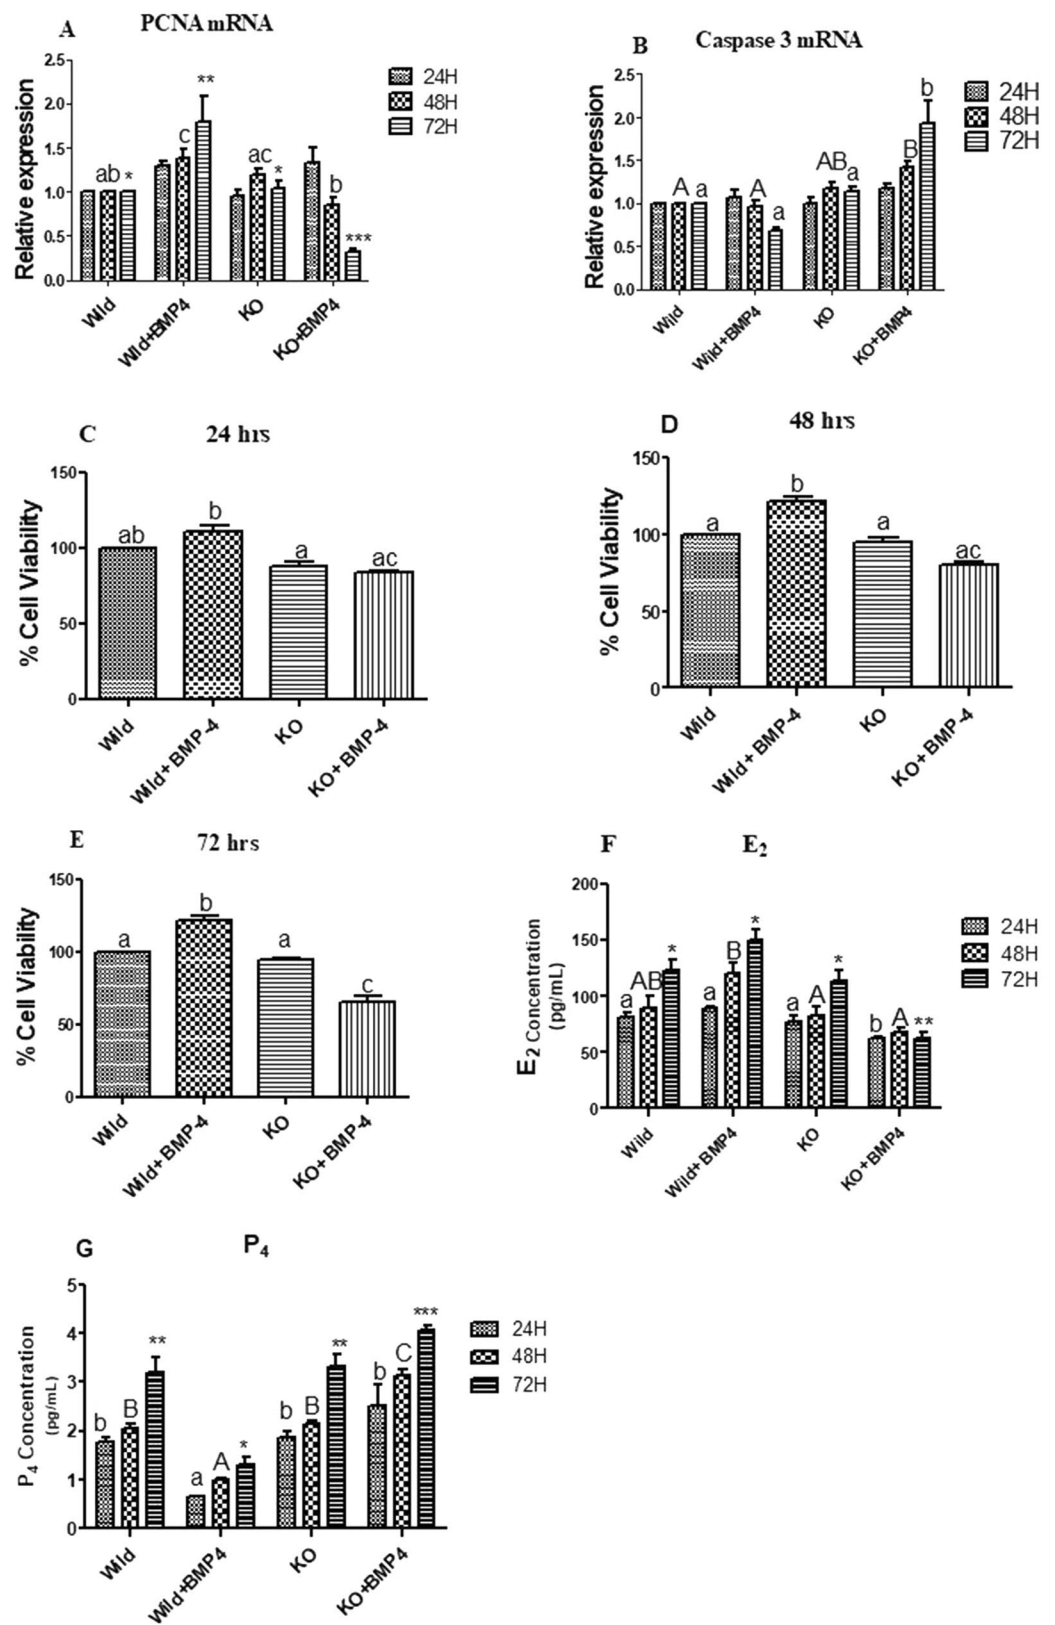 A
PCNA mRNA
Relative expression
2.5
2.0
1.5
1.0
0.5
0.0
ab
*
c
**
ac
*
b
***
24H
48H
72H
Wild
Wild+BMP4
KO
KO+BMP4
B
Caspase 3 mRNA
Relative expression
2.5
2.0
1.5
1.0
0.5
0.0
A
a
A
a
AB
a
B
b
24H
48H
72H
Wild
Wild+BMP4
KO
KO+BMP4
C
24 hrs
% Cell Viability
150
100
50
0
ab
b
a
ac
Wild
Wild+ BMP-4
KO
KO+ BMP-4
D
48 hrs
% Cell Viability
150
100
50
0
a
b
a
ac
Wild
Wild + BMP-4
KO
KO+ BMP-4
E
72 hrs
% Cell Viability
150
100
50
0
a
b
a
c
Wild
Wild+ BMP-4
KO
KO+ BMP-4
F
E2
E2 Concentration
(pg/mL)
200
150
100
50
0
a
AB
*
a
B
*
a
A
*
b
A
**
24H
48H
72H
Wild
Wild+ BMP4
KO
KO+ BMP4
G
P4
P4 Concentration
(pg/mL)
5
4
3
2
1
0
b
B
**
a
A
*
b
B
**
b
C
***
24H
48H
72H
Wild
Wild+BMP4
KO
KO+BMP4